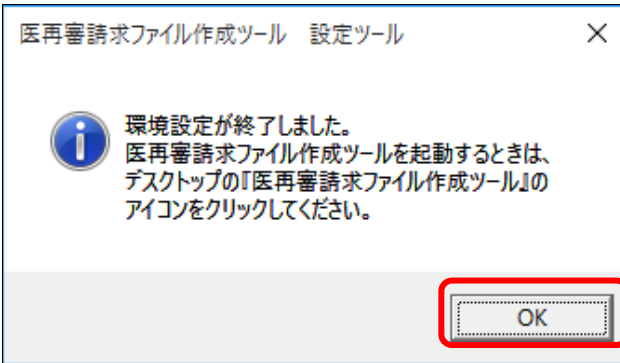 医再審請求ファイル作成ツール　設定ツール
環境設定が終了しました。
医再審請求ファイル作成ツールを起動するときは、
デスクトップの『医再審請求ファイル作成ツール』の
アイコンをクリックしてください。
OK